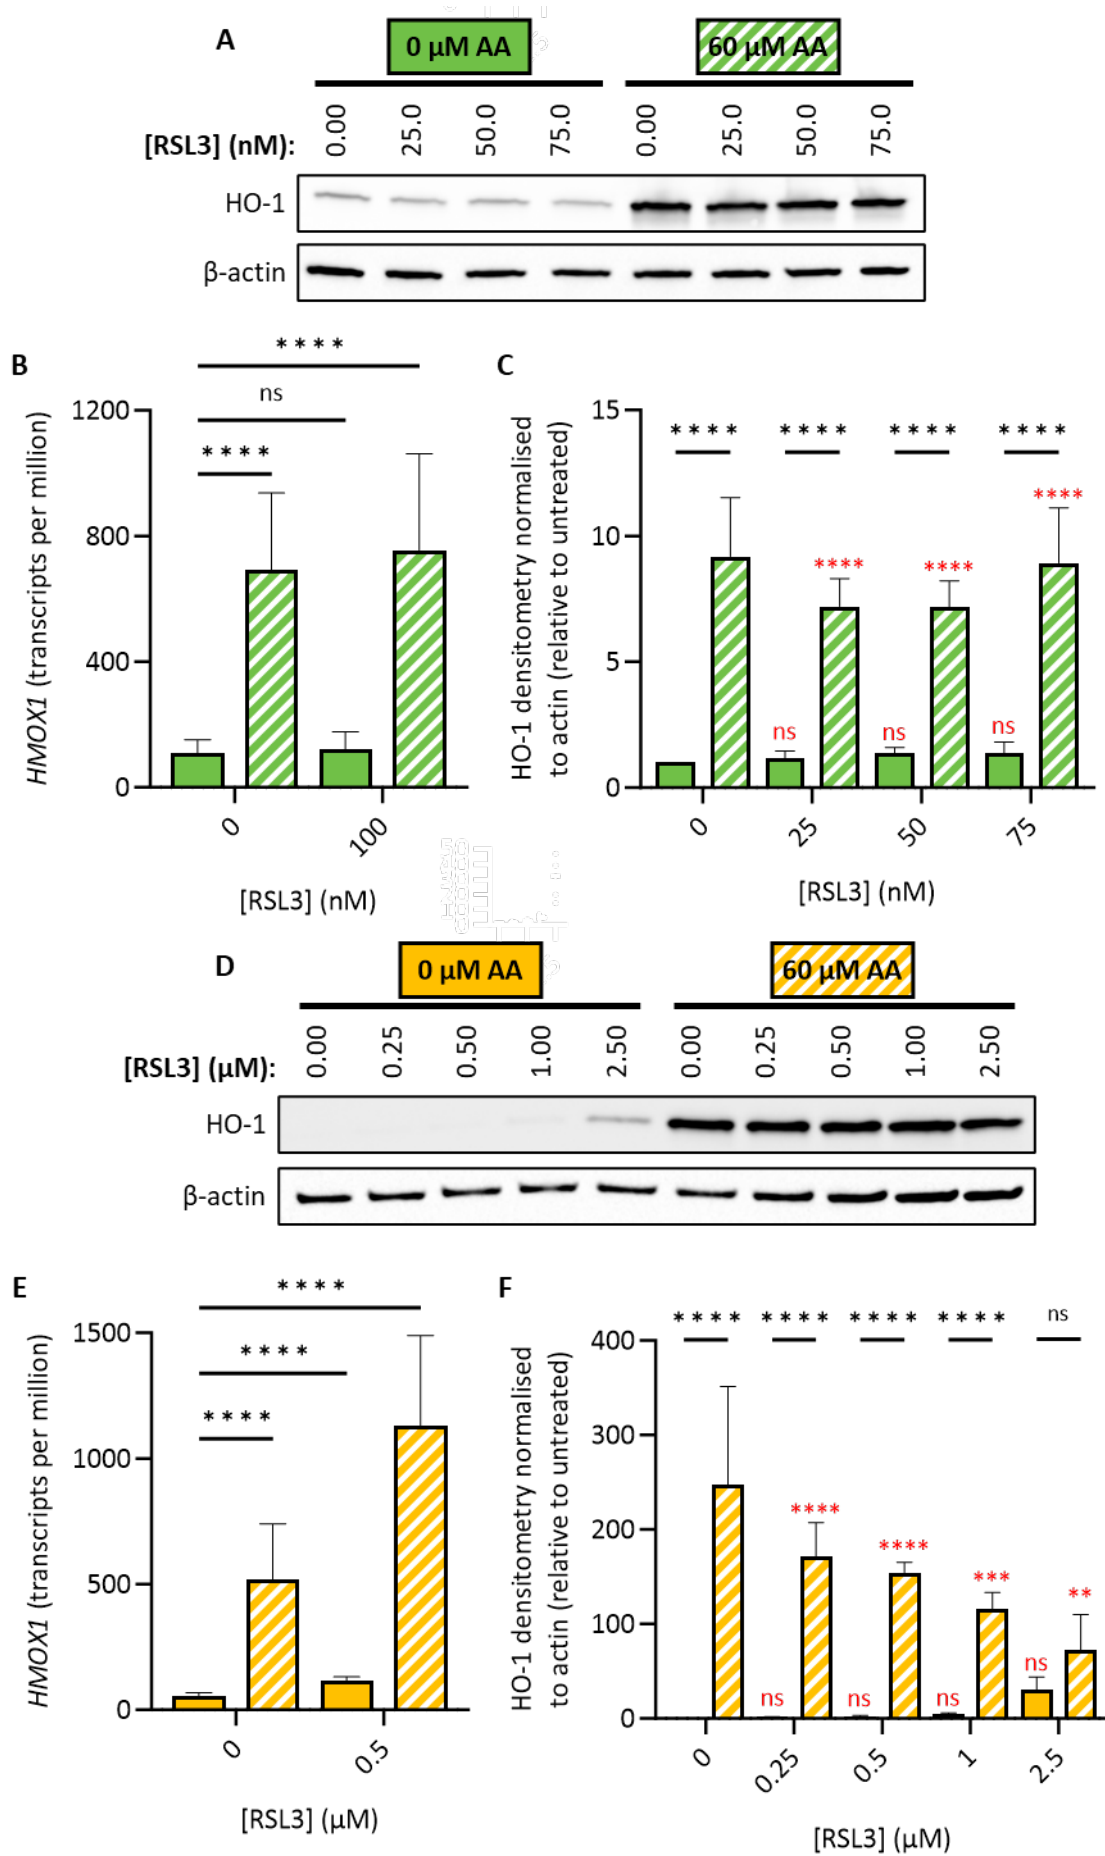 A
0 µM AA
60 µM AA
[RSL3] (nM):
0.00
25.0
50.0
75.0
0.00
25.0
50.0
75.0
HO-1
β-actin
B
HMOX1 (transcripts per million)
1200
800
400
0
****
ns
****
0
100
[RSL3] (nM)
C
HO-1 densitometry normalised
to actin (relative to untreated)
15
10
5
0
**** **** **** ****
ns
****
ns
****
ns
****
0
25
50
75
[RSL3] (nM)
D
0 µM AA
60 µM AA
[RSL3] (µM):
0.00
0.25
0.50
1.00
2.50
0.00
0.25
0.50
1.00
2.50
HO-1
β-actin
E
HMOX1 (transcripts per million)
1500
1000
500
0
****
****
****
0
0.5
[RSL3] (µM)
F
HO-1 densitometry normalised
to actin (relative to untreated)
400
300
200
100
0
**** **** **** **** ns
ns
****
ns
****
ns
***
ns
**
0
0.25
0.5
1
2.5
[RSL3] (µM)